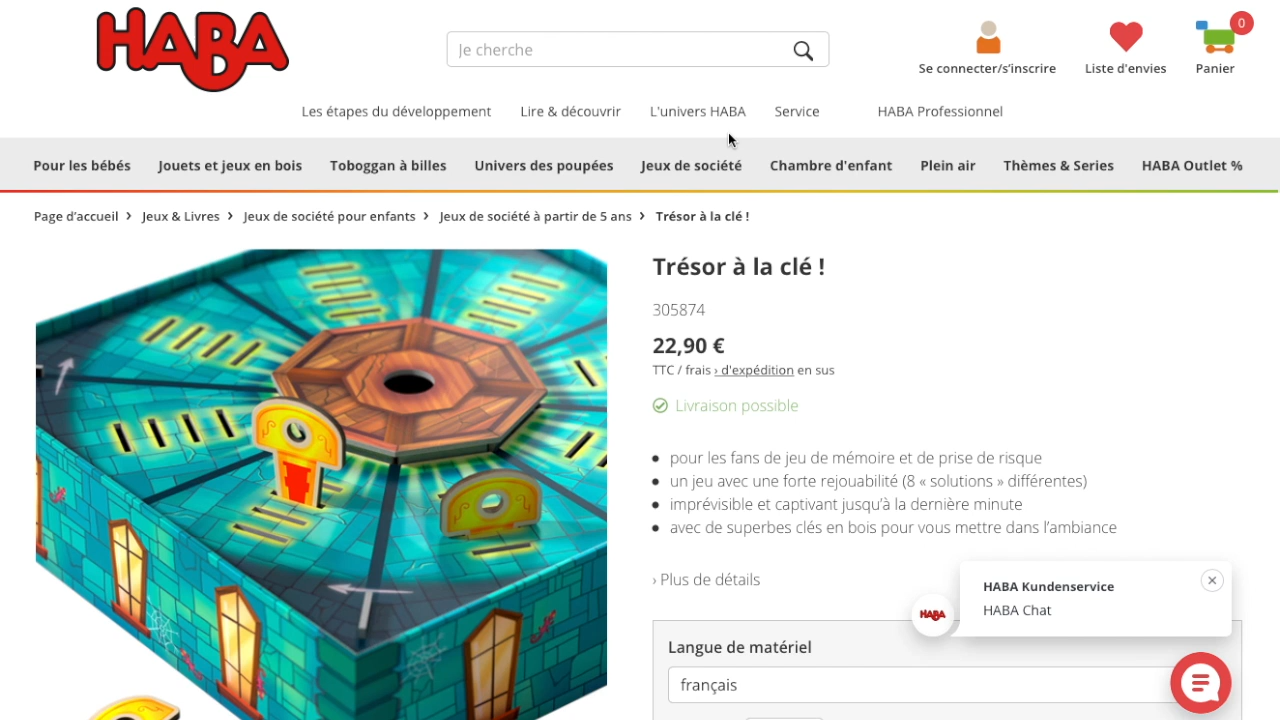 HABA
Je cherche
Se connecter/s’inscrire
Liste d'envies
0
Panier
Les étapes du développement
Lire & découvrir
L'univers HABA
Service
HABA Professionnel
Pour les bébés
Jouets et jeux en bois
Toboggan à billes
Univers des poupées
Jeux de société
Chambre d'enfant
Plein air
Thèmes & Series
HABA Outlet %
Page d’accueil › Jeux & Livres › Jeux de société pour enfants › Jeux de société à partir de 5 ans › Trésor à la clé !
Trésor à la clé !
305874
22,90 €
TTC / frais › d'expédition en sus
Livraison possible
pour les fans de jeu de mémoire et de prise de risque
un jeu avec une forte rejouabilité (8 « solutions » différentes)
imprévisible et captivant jusqu’à la dernière minute
avec de superbes clés en bois pour vous mettre dans l’ambiance
› Plus de détails
HABA
HABA Kundenservice
HABA Chat
Langue de matériel
français